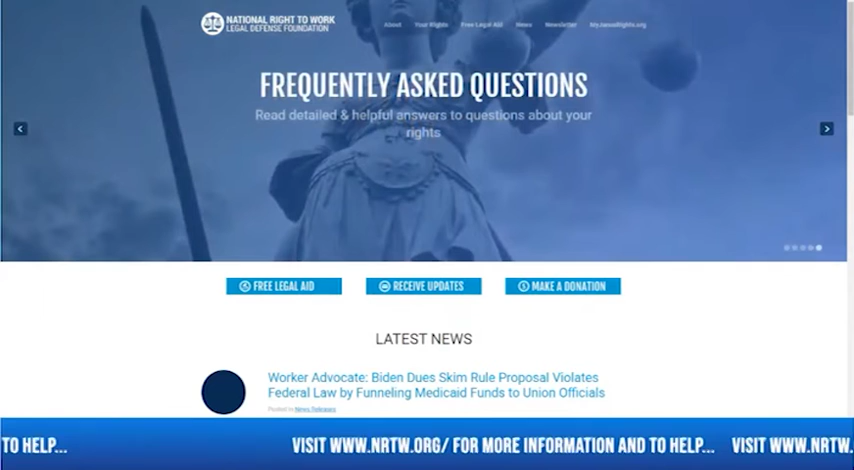 NATIONAL RIGHT TO WORK
LEGAL DEFENSE FOUNDATION
About Your Rights Free Legal Aid News Newsletter
FREQUENTLY ASKED QUESTIONS
Read detailed & helpful answers to questions about your
rights
FREE LEGAL AID RECEIVE UPDATES MAKE A DONATION
LATEST NEWS
Worker Advocate: Biden Dues Skim Rule Proposal Violates
Federal Law by Funneling Medicaid Funds to Union Officials
Posted in News Releases
TO HELP... VISIT WWW.NRTW.ORG/ FOR MORE INFORMATION AND TO HELP... VISIT WWW.NRTW.